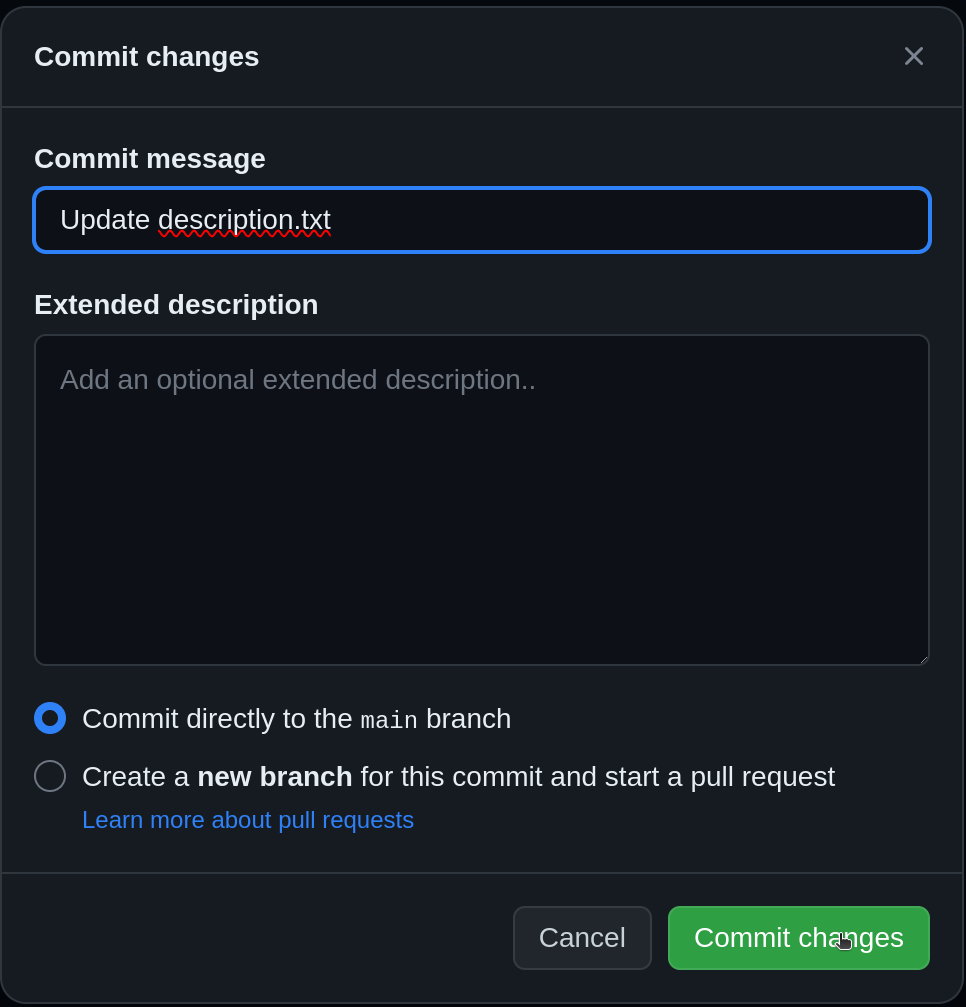 Commit changes
Commit message
Update description.txt
Extended description
Add an optional extended description..
Commit directly to the main branch
Create a new branch for this commit and start a pull request
Learn more about pull requests
Cancel
Commit changes